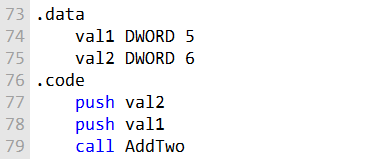 73 .data
74     val1 DWORD 5
75     val2 DWORD 6
76 .code
77     push val2
78     push val1
79     call AddTwo